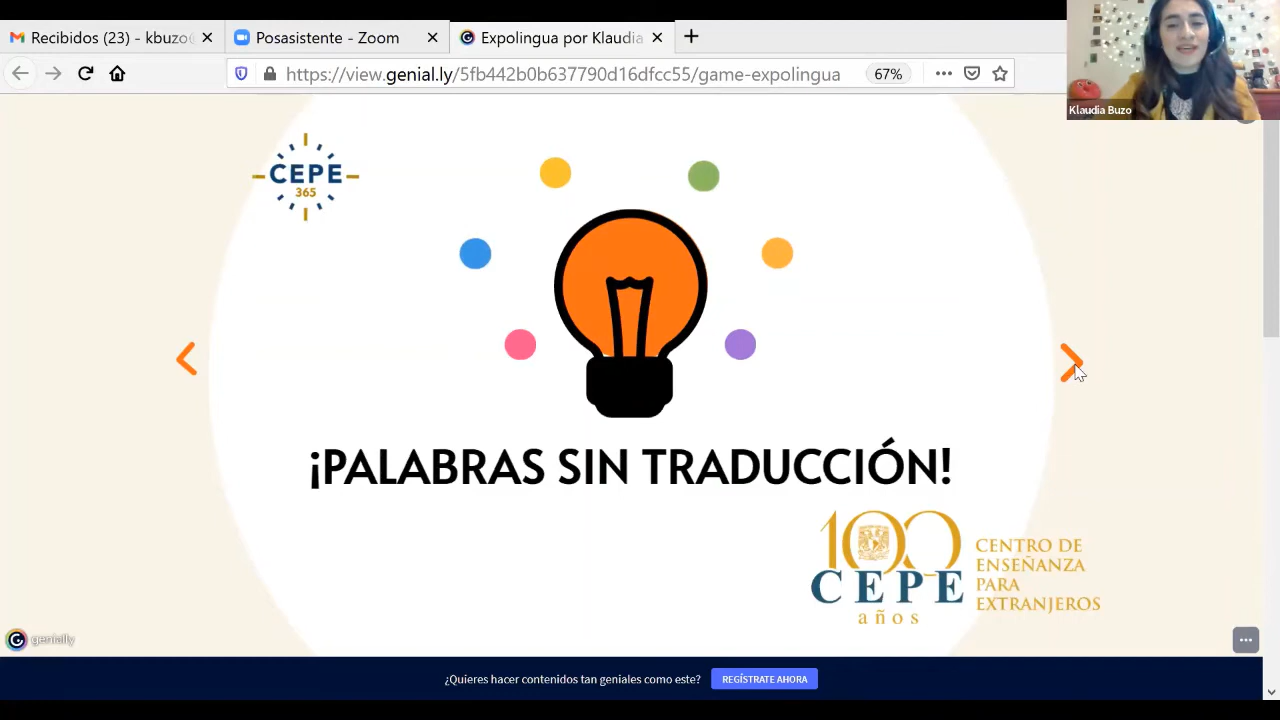 Recibidos (23) - kbuzo@
Posasistente - Zoom
Expolingua por Klaudia
https://view.genial.ly/5fb442b0b637790d16dfcc55/game-expolingua
67%
Klaudia Buzo
CEPE
365
¡PALABRAS SIN TRADUCCIÓN!
100
CEPE
años
CENTRO DE
ENSEÑANZA
PARA
EXTRANJEROS
genially
¿Quieres hacer contenidos tan geniales como este?
REGÍSTRATE AHORA